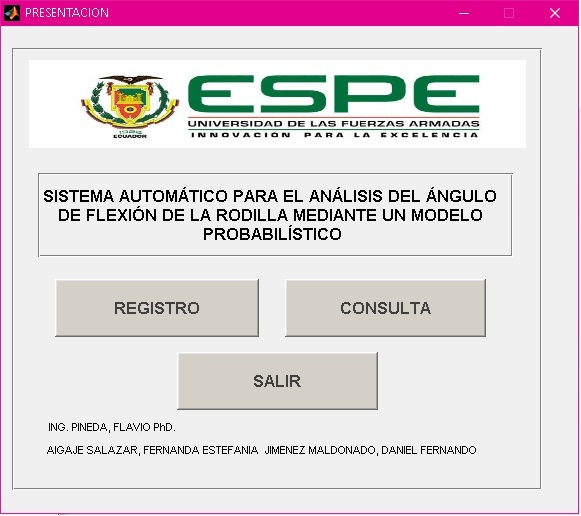 PRESENTACION
ESPE
UNIVERSIDAD DE LAS FUERZAS ARMADAS
INNOVACIÓN PARA LA EXCELENCIA
ECUADOR
SISTEMA AUTOMÁTICO PARA EL ANÁLISIS DEL ÁNGULO
DE FLEXIÓN DE LA RODILLA MEDIANTE UN MODELO
PROBABILÍSTICO
REGISTRO
CONSULTA
SALIR
ING. PINEDA, FLAVIO PhD.
AIGAJE SALAZAR, FERNANDA ESTEFANIA JIMENEZ MALDONADO, DANIEL FERNANDO